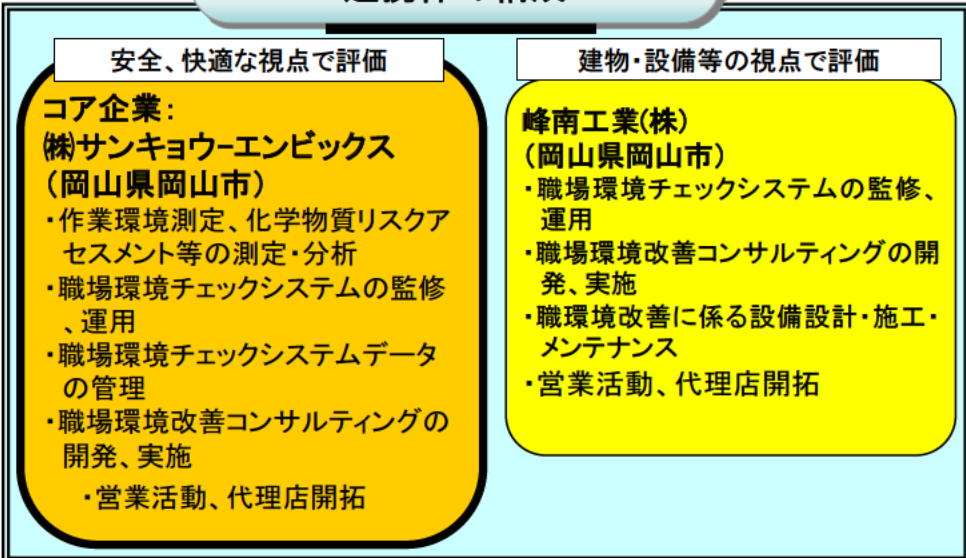 安全、快適な視点で評価
コア企業：
㈱サンキョウーエンビックス
（岡山県岡山市）
・作業環境測定、化学物質リスクア
セスメント等の測定・分析
・職場環境チェックシステムの監修
、運用
・職場環境チェックシステムデータ
の管理
・職場環境改善コンサルティングの
開発、実施
・営業活動、代理店開拓
建物・設備等の視点で評価
峰南工業(株)
（岡山県岡山市）
・職場環境チェックシステムの監修、
運用
・職場環境改善コンサルティングの開
発、実施
・職環境改善に係る設備設計・施工・
メンテナンス
・営業活動、代理店開拓